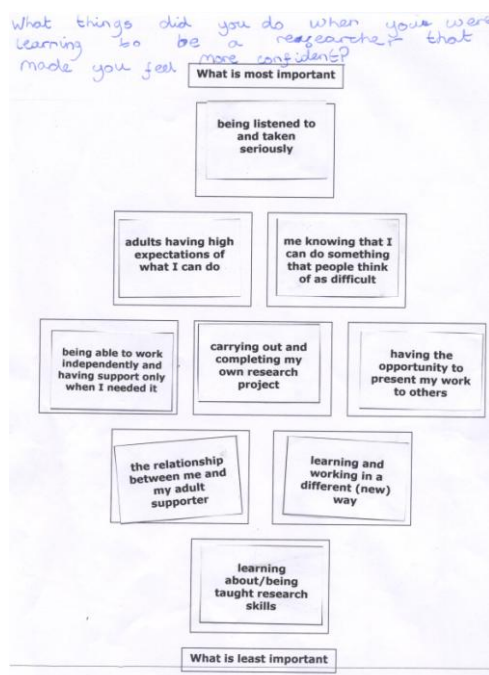 What things did you do when your were
learning to be a researcher that
made you feel more confident?
What is most important
being listened to
and taken
seriously
adults having high
expectations of
what I can do
me knowing that I
can do something
that people think
of as difficult
being able to work
independently and
having support only
when I needed it
carrying out and
completing my
own research
project
having the
opportunity to
present my work
to others
the relationship
between me and
my adult
supporter
learning and
working in a
different (new)
way
learning
about/being
taught research
skills
What is least important